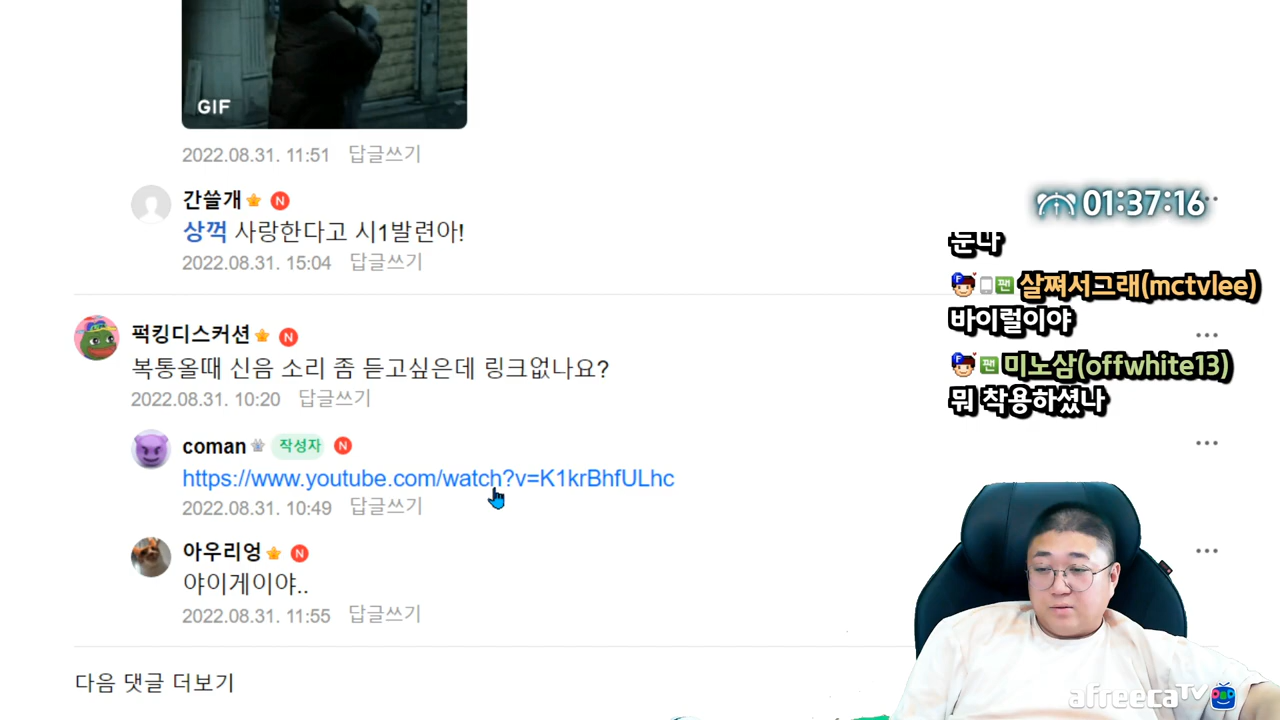 GIF
2022.08.31. 11:51 답글쓰기
간쓸개 N
상꺽 사랑한다고 시1발련아!
2022.08.31. 15:04 답글쓰기
퍽킹디스커션 N
복통올때 신음 소리 좀 듣고싶은데 링크없나요?
2022.08.31. 10:20 답글쓰기
coman 작성자 N
https://www.youtube.com/watch?v=K1krBhfULhc
2022.08.31. 10:49 답글쓰기
아우리엉 N
야이게이야..
2022.08.31. 11:55 답글쓰기
다음 댓글 더보기
01:37:16
F 팬 살쪄서그래(mctvlee)
바이럴이야
F 팬 미노삼(offwhite13)
뭐 착용하셨나
afreecaTV